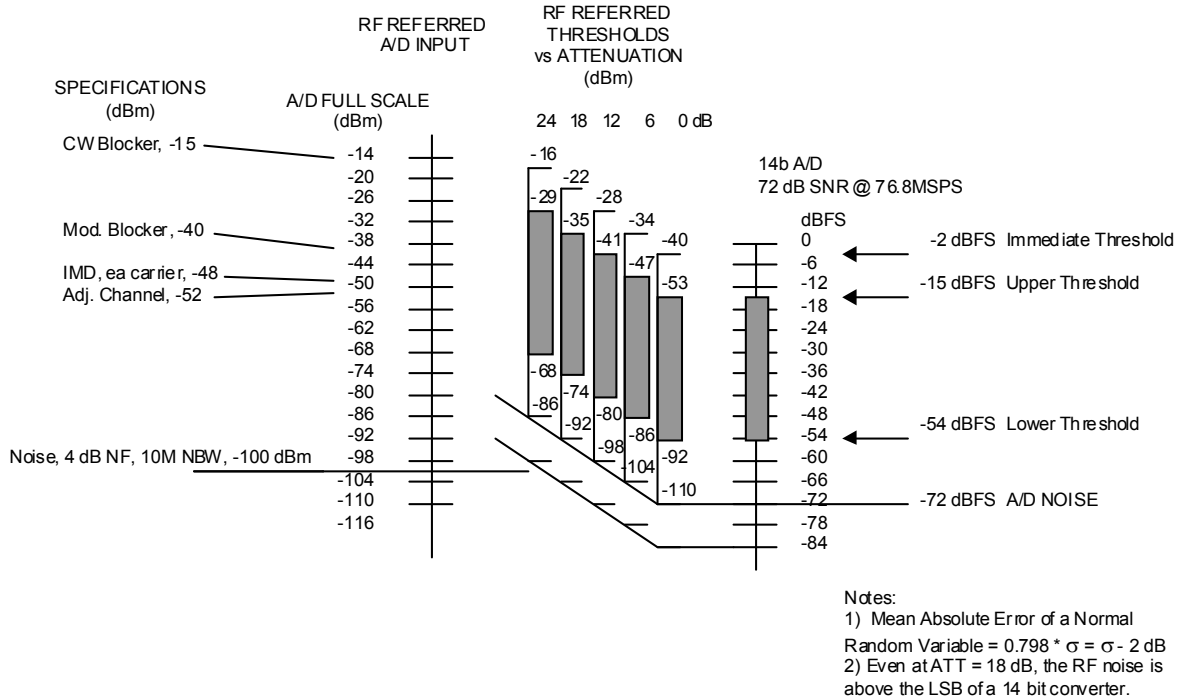 RF REFERRED
A/D INPUT
RF REFERRED
THRESHOLDS
vs ATTENUATION
(dBm)
SPECIFICATIONS
(dBm)
A/D FULL SCALE
(dBm)
24 18 12 6 0 dB
CW Blocker, -15
Mod. Blocker, -40
IMD, ea carrier, -48
Adj. Channel, -52
Noise, 4 dB NF, 10M NBW, -100 dBm
-14
-20
-26
-32
-38
-44
-50
-56
-62
-68
-74
-80
-86
-92
-98
-104
-110
-116
-16
-29
-68
-86
-22
-35
-74
-92
-28
-41
-80
-98
-34
-47
-86
-104
-40
-53
-92
-110
14b A/D
72 dB SNR @ 76.8MSPS
dBFS
0
-6
-12
-18
-24
-30
-36
-42
-48
-54
-60
-66
-72
-78
-84
-2 dBFS Immediate Threshold
-15 dBFS Upper Threshold
-54 dBFS Lower Threshold
-72 dBFS A/D NOISE
Notes:
1) Mean Absolute Error of a Normal
Random Variable = 0.798 * σ = σ - 2 dB
2) Even at ATT = 18 dB, the RF noise is
above the LSB of a 14 bit converter.